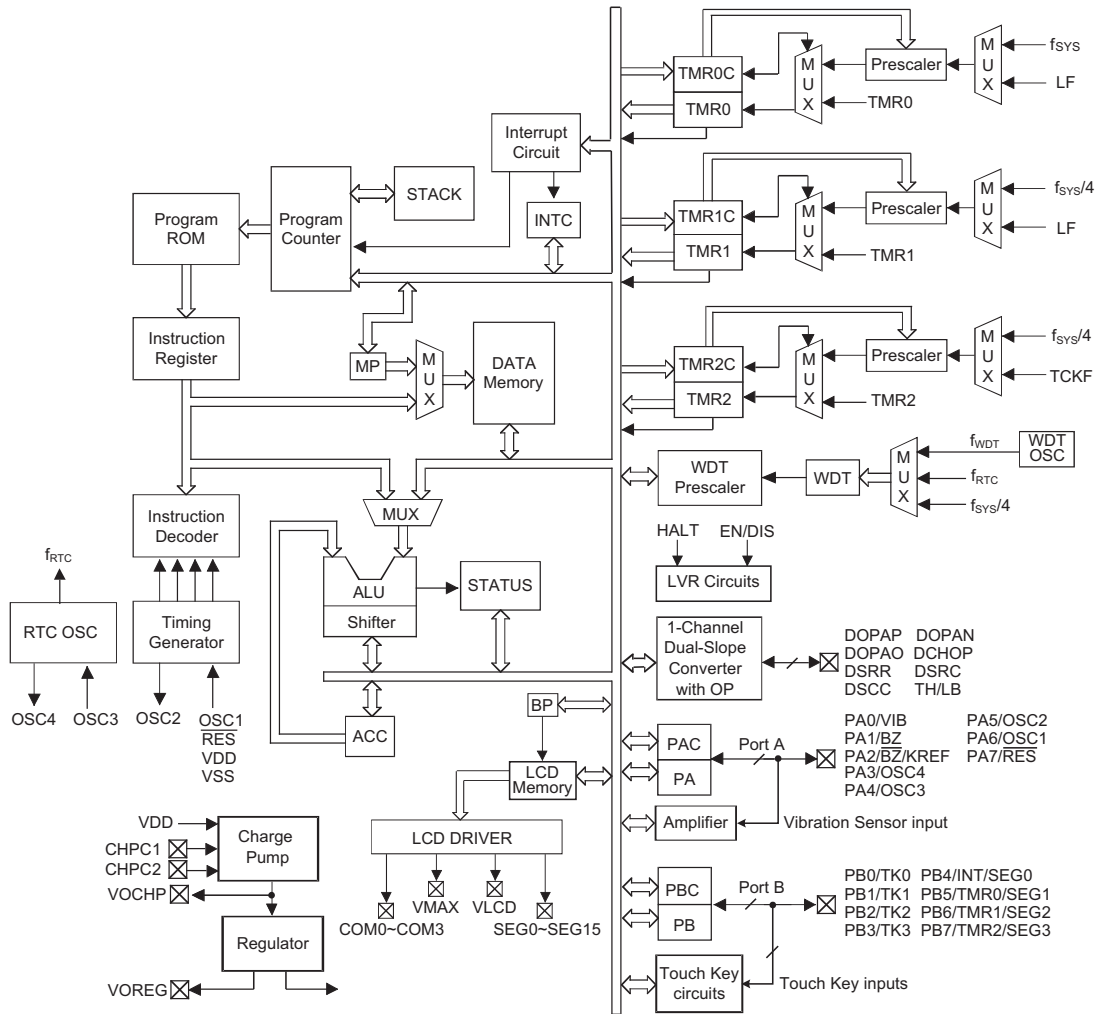 Interrupt
Circuit
STACK
Program
Counter
Program
ROM
INTC
Instruction
Register
MP
M
U
X
DATA
Memory
MUX
Instruction
Decoder
ALU
Shifter
STATUS
fRTC
RTC OSC
Timing
Generator
OSC4
OSC3
OSC2
OSC1
RES
VDD
VSS
ACC
BP
LCD
Memory
LCD DRIVER
COM0~COM3
VMAX
VLCD
SEG0~SEG15
VDD
CHPC1
CHPC2
VOCHP
Charge
Pump
Regulator
VOREG
TMR0C
TMR0
M
U
X
Prescaler
M
U
X
fSYS
LF
TMR0
TMR1C
TMR1
M
U
X
Prescaler
M
U
X
fSYS/4
LF
TMR1
TMR2C
TMR2
M
U
X
Prescaler
M
U
X
fSYS/4
TCKF
TMR2
WDT
Prescaler
WDT
M
U
X
fWDT
WDT
OSC
fRTC
fSYS/4
HALT EN/DIS
LVR Circuits
1-Channel
Dual-Slope
Converter
with OP
DOPAP DOPAN
DOPAO DCHOP
DSRR DSRC
DSCC TH/LB
PAC
PA
Port A
PA0/VIB PA5/OSC2
PA1/BZ PA6/OSC1
PA2/B̅Z̅/KREF PA7/R̅E̅S̅
PA3/OSC4
PA4/OSC3
Amplifier
Vibration Sensor input
PBC
PB
Port B
PB0/TK0 PB4/INT/SEG0
PB1/TK1 PB5/TMR0/SEG1
PB2/TK2 PB6/TMR1/SEG2
PB3/TK3 PB7/TMR2/SEG3
Touch Key
circuits
Touch Key inputs